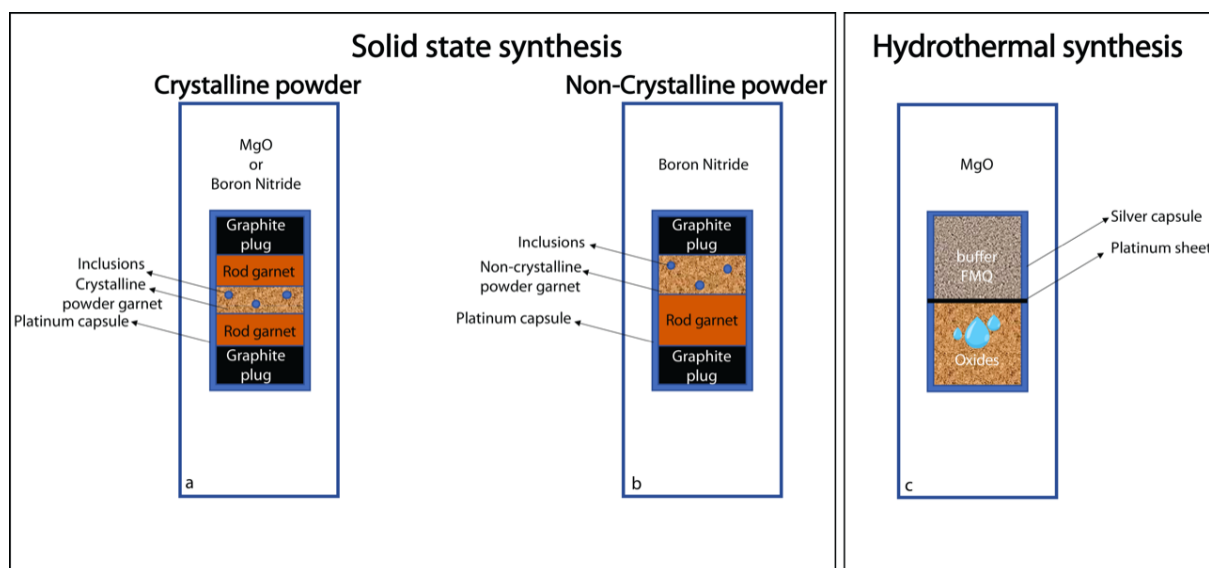 Solid state synthesis
Crystalline powder
MgO
or
Boron Nitride
Graphite
plug
Rod garnet
Rod garnet
Graphite
plug
Inclusions
Crystalline
powder garnet
Platinum capsule
a
Non-Crystalline powder
Boron Nitride
Graphite
plug
Rod garnet
Graphite
plug
Inclusions
Non-crystalline
powder garnet
Platinum capsule
b
Hydrothermal synthesis
MgO
buffer
FMQ
Oxides
Silver capsule
Platinum sheet
c